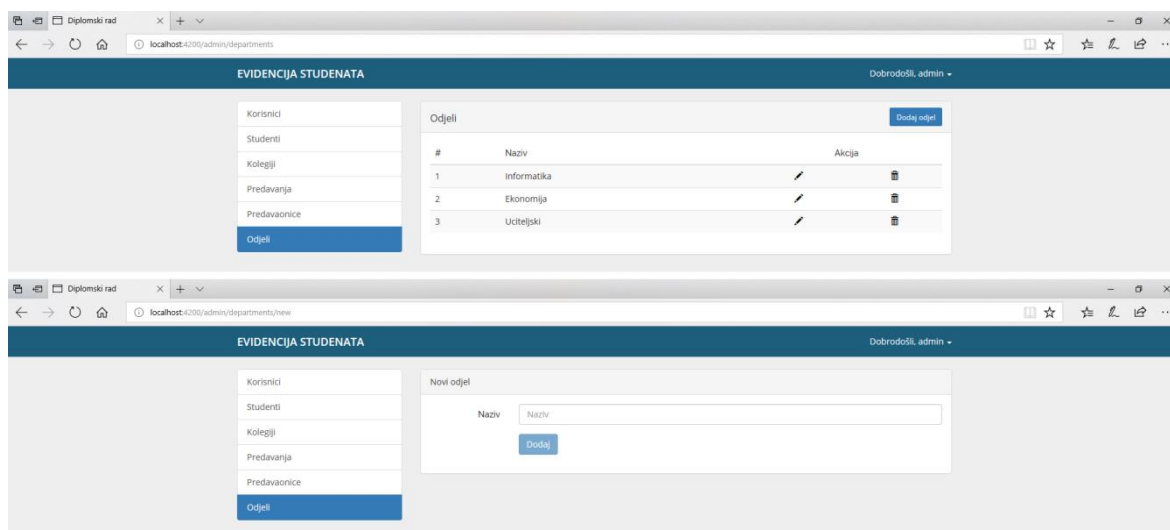 Diplomski rad
localhost:4200/admin/departments
EVIDENCIJA STUDENATA Dobrodošli, admin
Korisnici
Studenti
Kolegiji
Predavanja
Predavaonice
Odjeli
Odjeli Dodaj odjel
# Naziv Akcija
1 Informatika
2 Ekonomija
3 Uciteljski
Diplomski rad
localhost:4200/admin/departments/new
EVIDENCIJA STUDENATA Dobrodošli, admin
Korisnici
Studenti
Kolegiji
Predavanja
Predavaonice
Odjeli
Novi odjel
Naziv Naziv
Dodaj